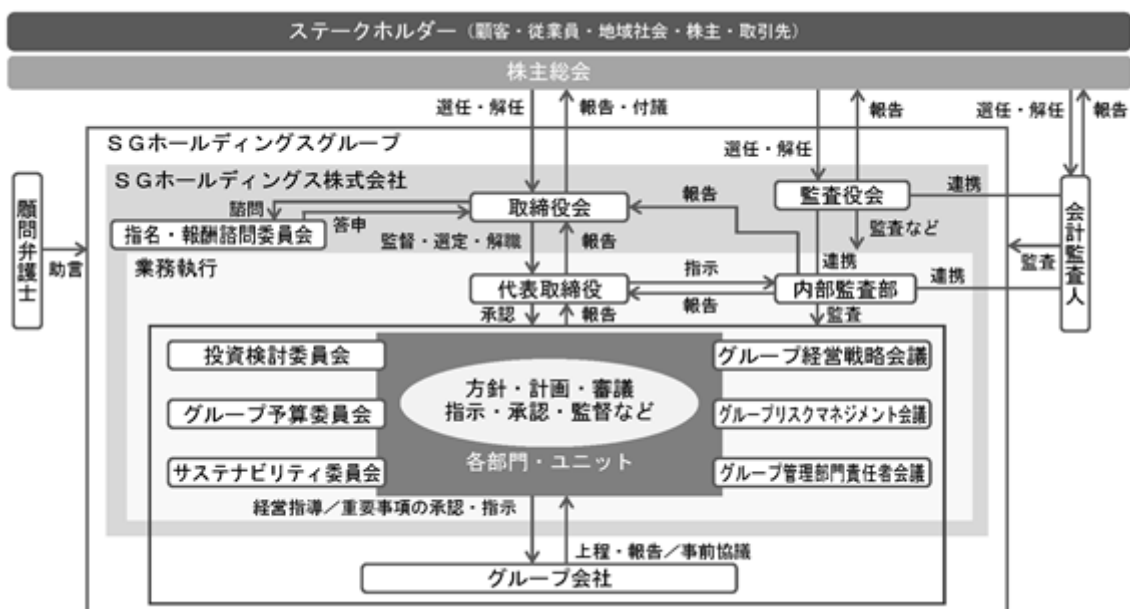 ステークホルダー（顧客・従業員・地域社会・株主・取引先）
株主総会
選任・解任
報告・付議
選任・解任
報告
選任・解任
報告
SGホールディングスグループ
SGホールディングス株式会社
諮問
指名・報酬諮問委員会
答申
取締役会
報告
監査役会
連携
会計監査人
顧問弁護士
助言
監督・選定・解職
報告
監査など
監査
業務執行
指示
連携
代表取締役
内部監査部
連携
報告
承認
報告
監査
投資検討委員会
グループ予算委員会
サステナビリティ委員会
方針・計画・審議
指示・承認・監督など
各部門・ユニット
グループ経営戦略会議
グループリスクマネジメント会議
グループ管理部門責任者会議
経営指導／重要事項の承認・指示
上程・報告／事前協議
グループ会社